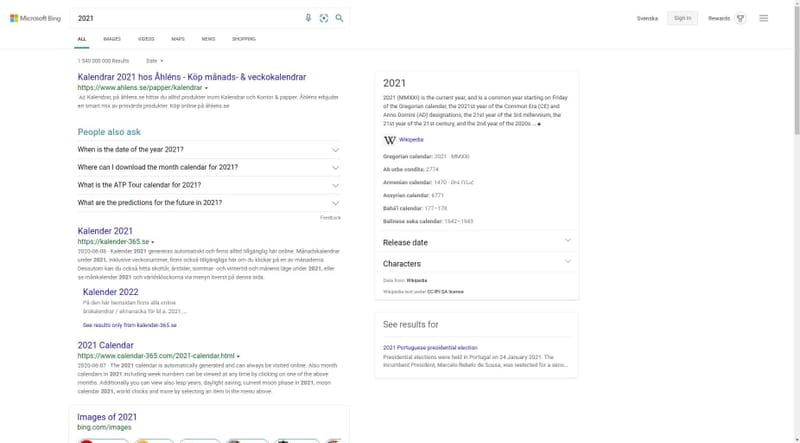 Microsoft Bing
2021
Svenska
Sign in
Rewards
ALL
IMAGES
VIDEOS
MAPS
NEWS
SHOPPING
1 540 000 000 Results
Date
Kalendrar 2021 hos Åhléns - Köp månads- & veckokalendrar
https://www.ahlens.se/papper/kalendrar
Kalendrar, på åhlens.se hittar du alltid produkter inom Kalendrar och Kontor & papper. Åhléns erbjuder
en smart mix av prisvärda produkter. Köp online på åhlens.se
People also ask
When is the date of the year 2021?
Where can I download the month calendar for 2021?
What is the ATP Tour calendar for 2021?
What are the predictions for the future in 2021?
Feedback
Kalender 2021
https://kalender-365.se
2020-06-08 · Kalender 2021 genereras automatiskt och finns alltid tillgänglig här online. Månadskalendrar
under 2021, inklusive veckonummer, finns också tillgängliga här om du klickar på en av månaderna.
Dessutom kan du också hitta skottår, årstider, sommar- och vintertid och månens läge under 2021, eller
se månkalender 2021 och världsklockorna via menyn överst på denna sida.
Kalender 2022
På den här hemsidan finns alla online
årskalendrar / almanacka för bl.a. 2021, ...
See results only from kalender-365.se
2021 Calendar
https://www.calendar-365.com/2021-calendar.html
2020-06-07 · The 2021 calendar is automatically generated and can always be visited online. Also month
calendars in 2021 including week numbers can be viewed at any time by clicking on one of the above
months. Additionally you can view also leap years, daylight saving, current moon phase in 2021, moon
calendar 2021, world clocks and more by selecting an item in the menu above.
Images of 2021
bing.com/images
2021
2021 (MMXXI) is the current year, and is a common year starting on Friday
of the Gregorian calendar, the 2021st year of the Common Era (CE) and
Anno Domini (AD) designations, the 21st year of the 3rd millennium, the
21st year of the 21st century, and the 2nd year of the 2020s ...
W Wikipedia
Gregorian calendar: 2021 · MMXXI
Ab urbe condita: 2774
Armenian calendar: 1470 ·
Assyrian calendar: 6771
Bahá'í calendar: 177–178
Balinese saka calendar: 1942–1943
Release date
Characters
Data from: Wikipedia
Wikipedia text under CC-BY-SA license
See results for
2021 Portuguese presidential election
Presidential elections were held in Portugal on 24 January 2021. The
incumbent President, Marcelo Rebelo de Sousa, was reelected for a seco...